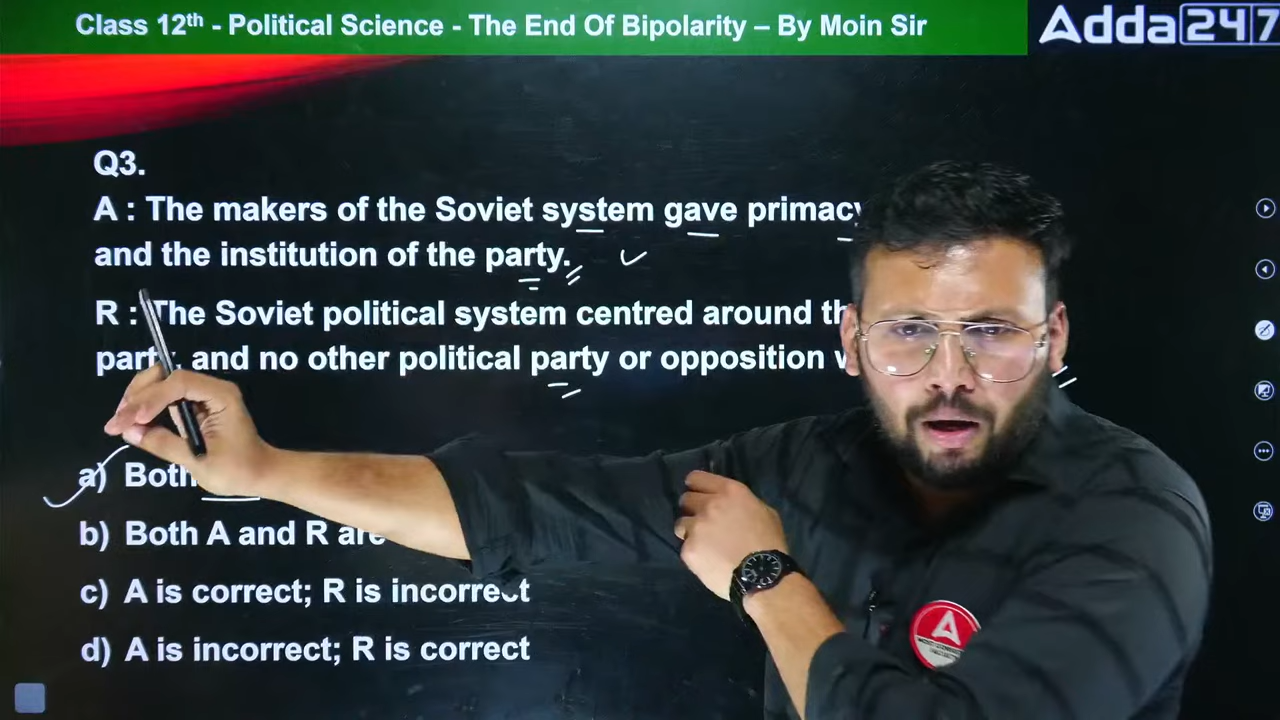 Class 12th - Political Science - The End Of Bipolarity – By Moin Sir
Adda247
Q3.
A : The makers of the Soviet system gave primacy
and the institution of the party.
R : The Soviet political system centred around
party, and no other political party or opposition
a) Both
b) Both A and R are
c) A is correct; R is incorrect
d) A is incorrect; R is correct